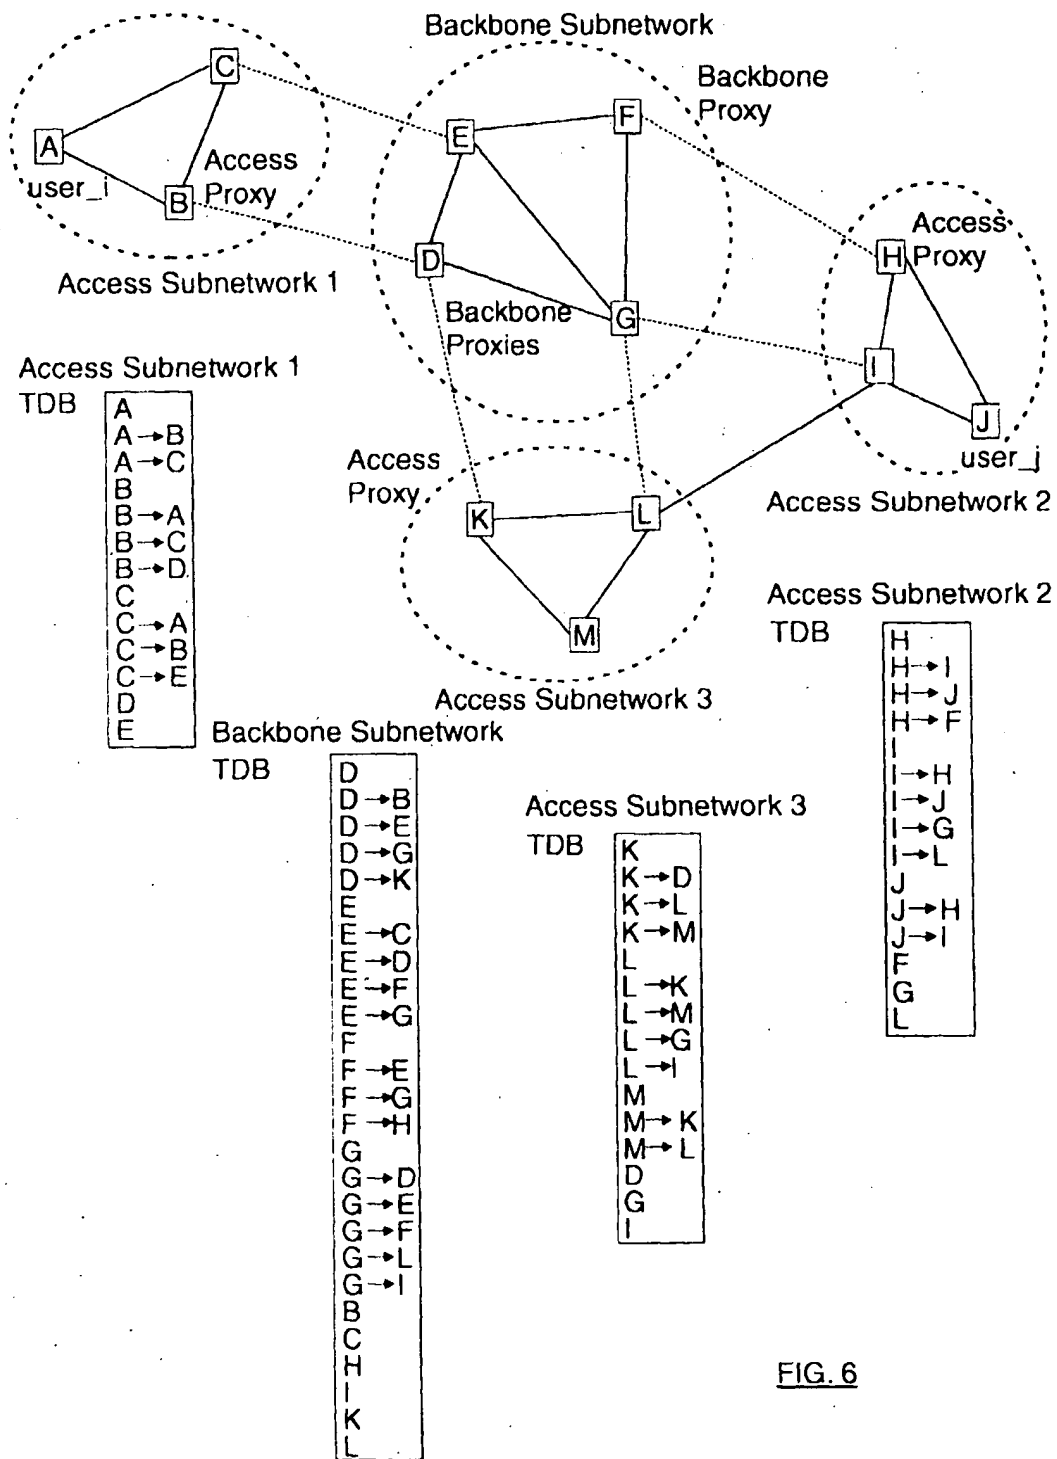 Backbone Subnetwork
C
E
F
Backbone
Proxy
A
user_i
Access
Proxy
B
D
Backbone
Proxies
G
H
Access
Proxy
I
J
user_j
Access Subnetwork 1
Access Subnetwork 2
Access
Proxy
K
L
M
Access Subnetwork 3
Access Subnetwork 1
TDB
A
A→B
A→C
B
B→A
B→C
B→D
C
C→A
C→B
C→E
D
E
Backbone Subnetwork
TDB
D
D→B
D→E
D→G
D→K
E
E→C
E→D
E→F
E→G
F
F→E
F→G
F→H
G
G→D
G→E
G→F
G→L
G→I
B
C
H
I
K
L
Access Subnetwork 3
TDB
K
K→D
K→L
K→M
L
L→K
L→M
L→G
L→I
M
M→K
M→L
D
G
I
Access Subnetwork 2
TDB
H
H→I
H→J
H→F
I
I→H
I→J
I→G
I→L
J
J→H
J→I
F
G
L
FIG. 6